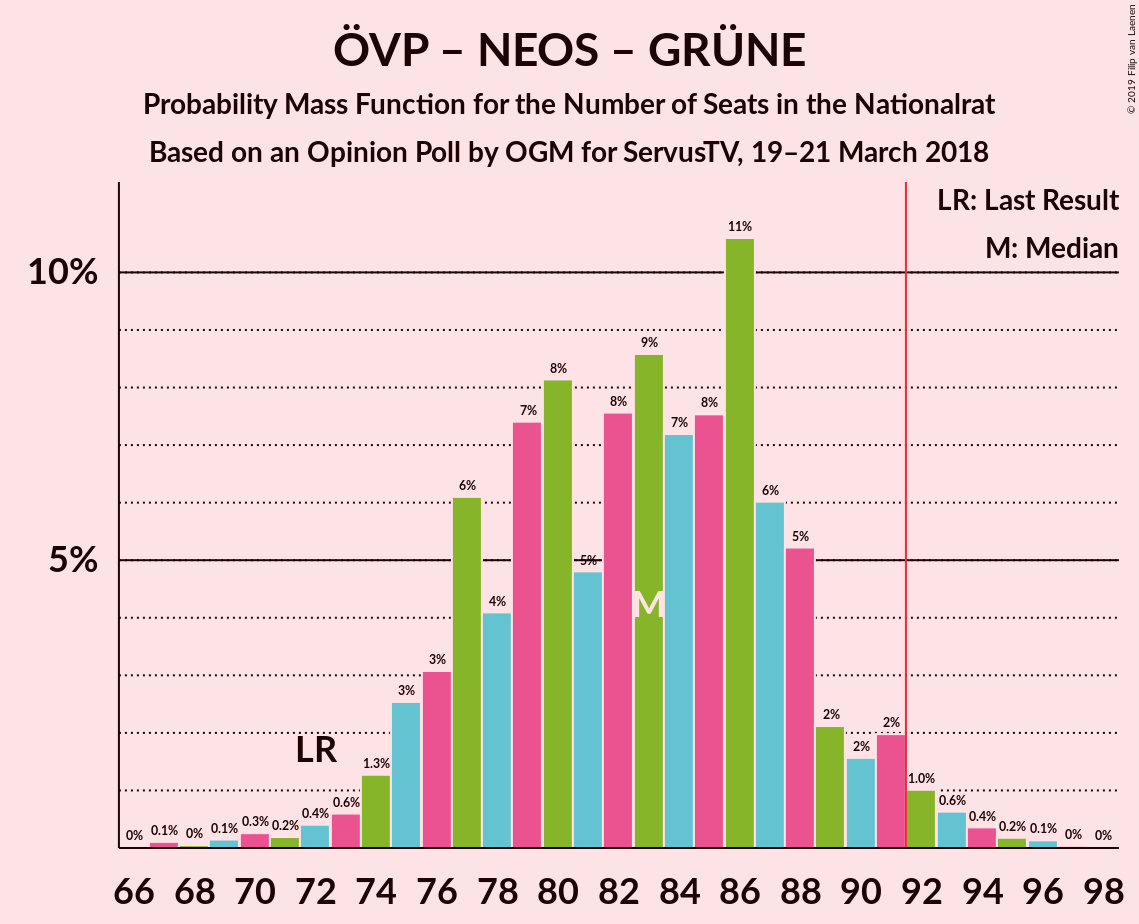 ÖVP – NEOS – GRÜNE
Probability Mass Function for the Number of Seats in the Nationalrat
Based on an Opinion Poll by OGM for ServusTV, 19–21 March 2018
© 2019 Filip van Laenen
LR: Last Result
M: Median
10%
5%
0% 0.1% 0% 0.1% 0.3% 0.2% 0.4% 0.6% 1.3% 3% 3% 6% 4% 7% 8% 5% 8% 9% 7% 8% 11% 6% 5% 2% 2% 2% 1.0% 0.6% 0.4% 0.2% 0.1% 0% 0%
LR
M
66 68 70 72 74 76 78 80 82 84 86 88 90 92 94 96 98